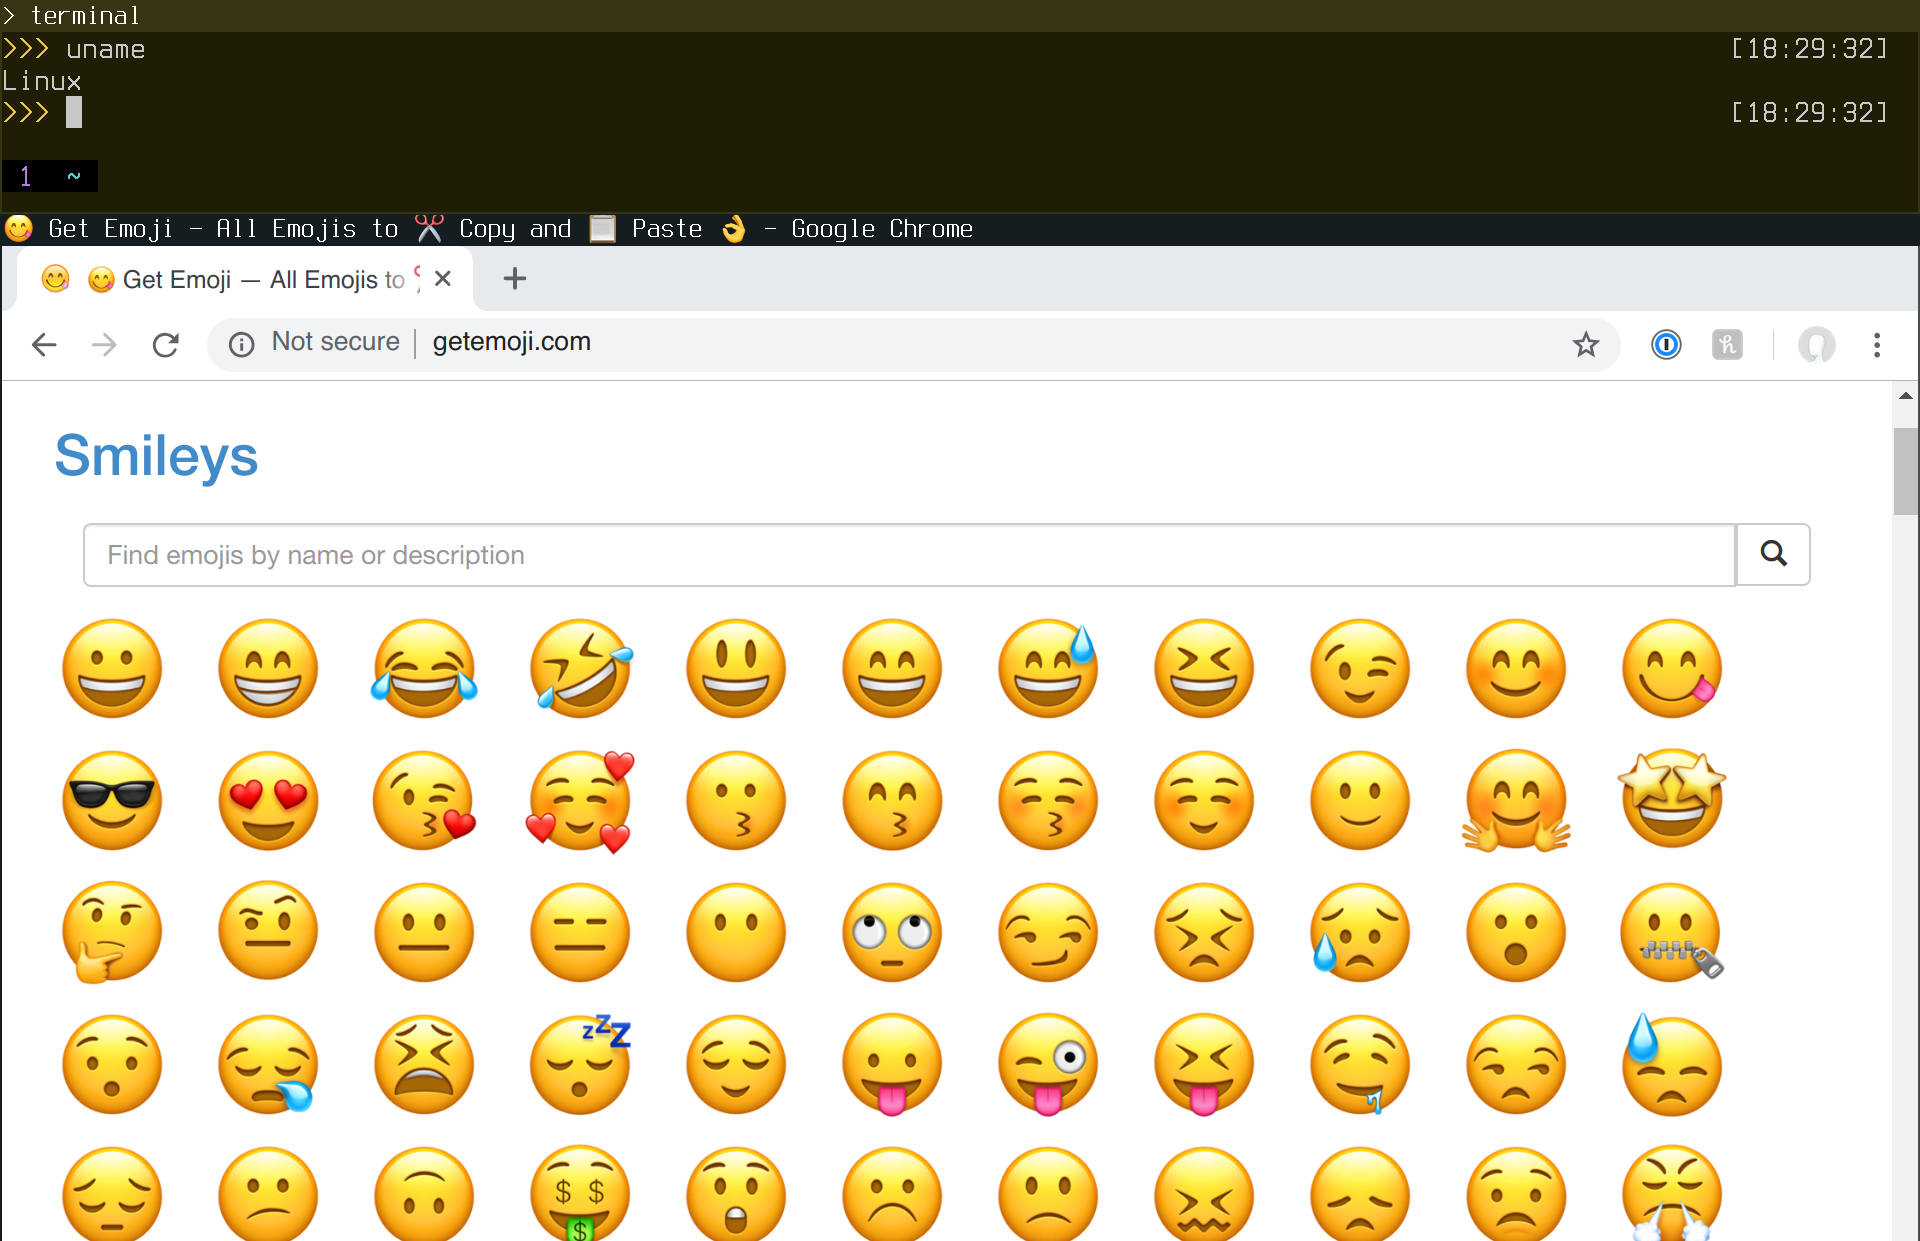 > terminal
>>> uname [18:29:32]
Linux
>>> [18:29:32]
1 ~
😋 Get Emoji - All Emojis to ✂️ Copy and 📋 Paste 👌 - Google Chrome
😋 Get Emoji — All Emojis to
Not secure | getemoji.com
Smileys
Find emojis by name or description